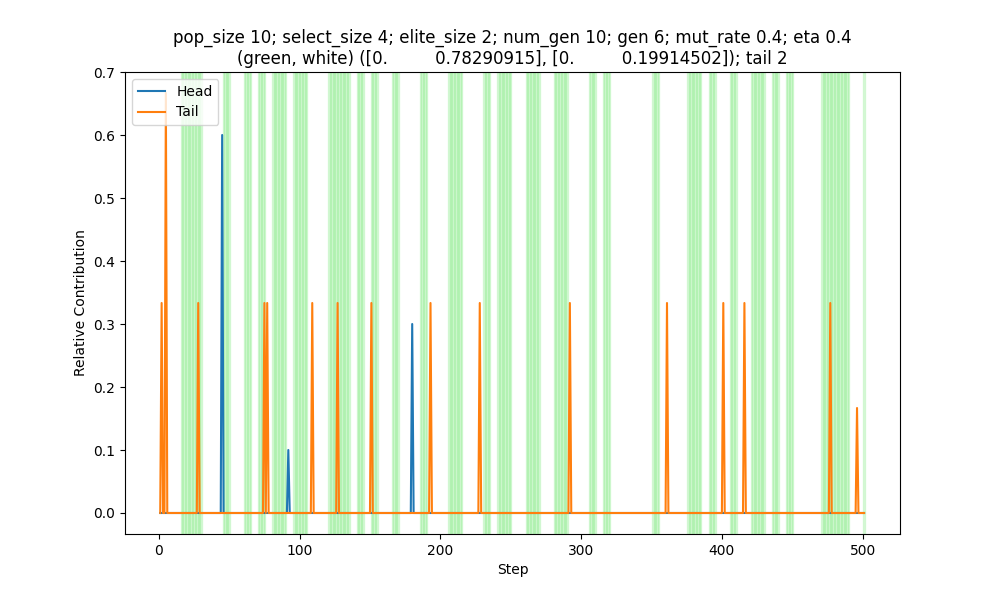 pop_size 10; select_size 4; elite_size 2; num_gen 10; gen 6; mut_rate 0.4; eta 0.4
(green, white) ([0.         0.78290915], [0.         0.19914502]); tail 2
Head
Tail
0.7
0.6
0.5
0.4
0.3
0.2
0.1
0.0
Relative Contribution
0 100 200 300 400 500
Step